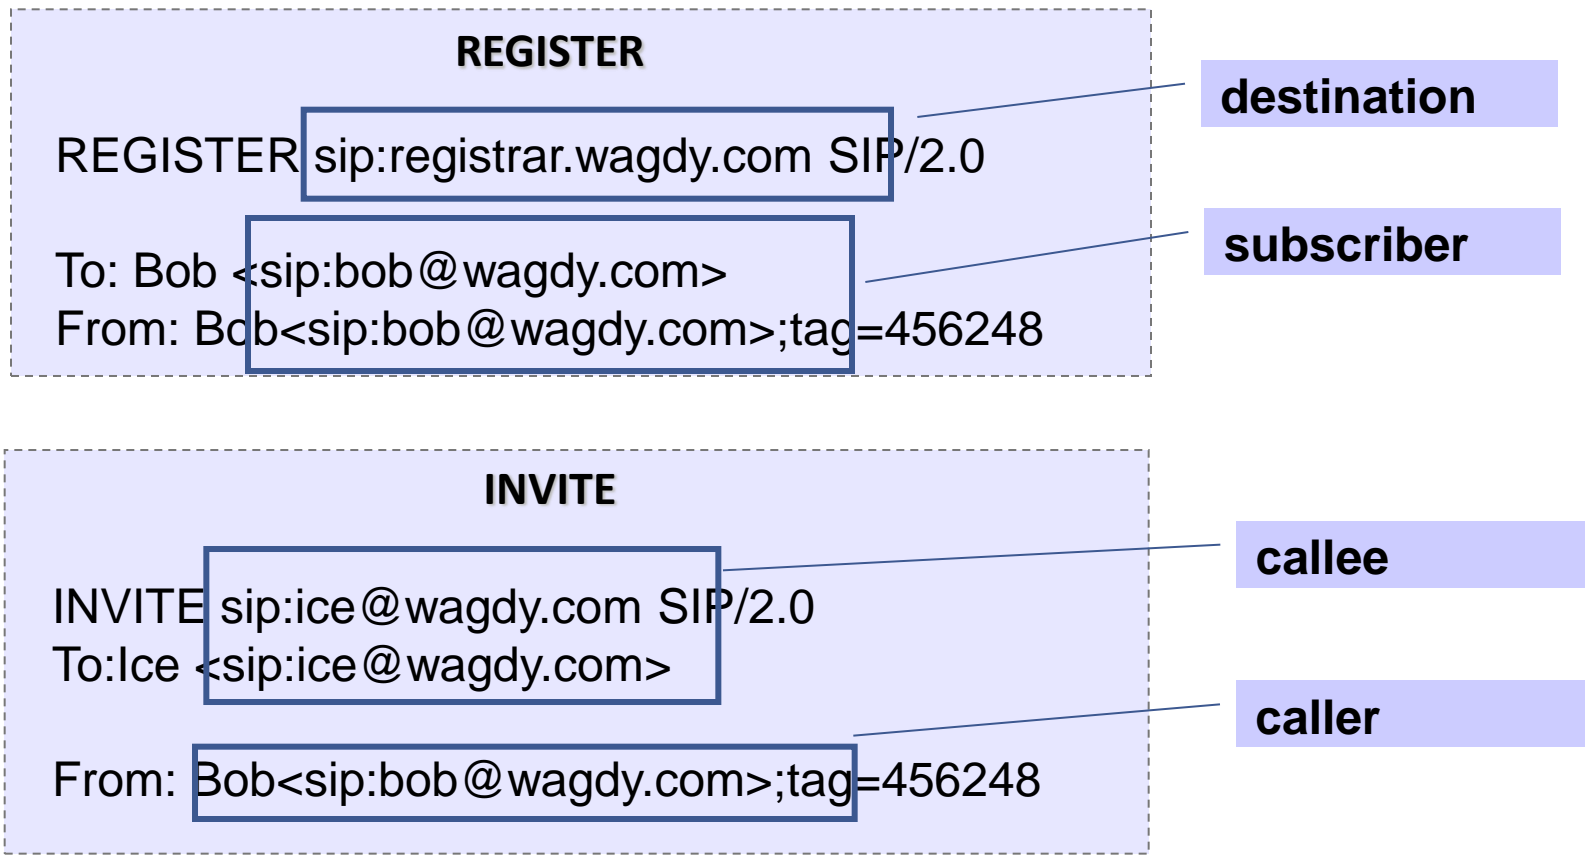 REGISTER
destination
REGISTER sip:registrar.wagdy.com SIP/2.0
subscriber
To: Bob <sip:bob@wagdy.com>
From: Bob<sip:bob@wagdy.com>;tag=456248
INVITE
callee
INVITE sip:ice@wagdy.com SIP/2.0
To:Ice <sip:ice@wagdy.com>
caller
From: Bob<sip:bob@wagdy.com>;tag=456248